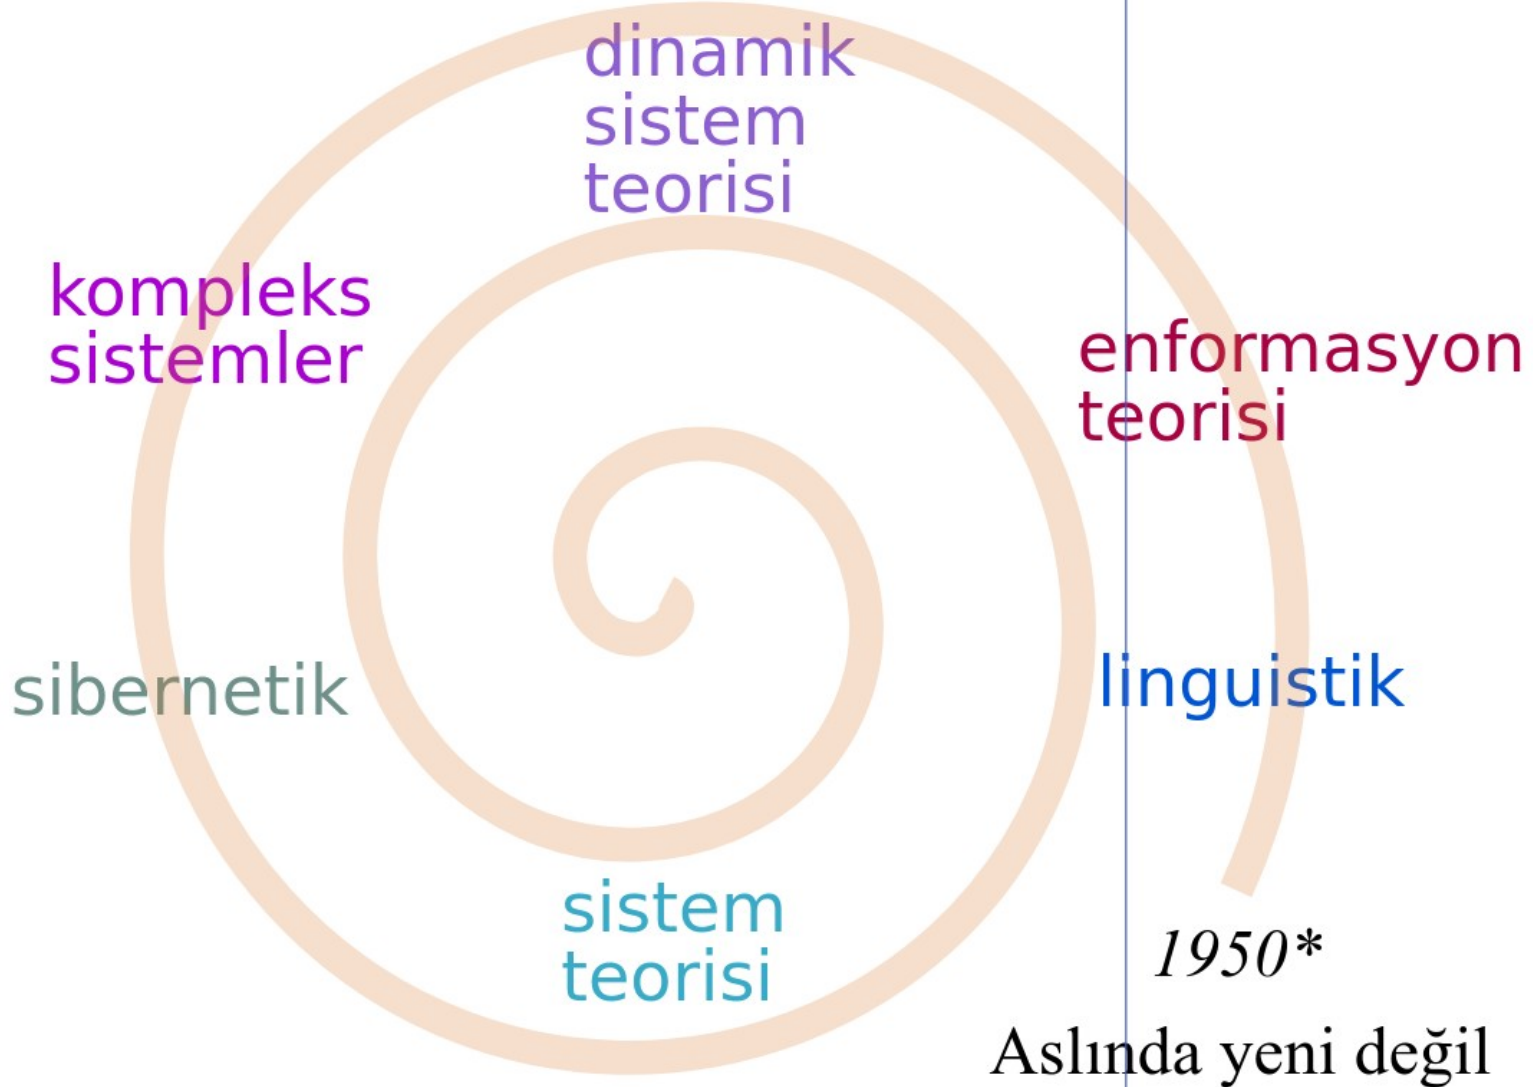 dinamik
sistem
teorisi
kompleks
sistemler
enformasyon
teorisi
sibernetik
linguistik
sistem
teorisi
1950*
Aslında yeni değil